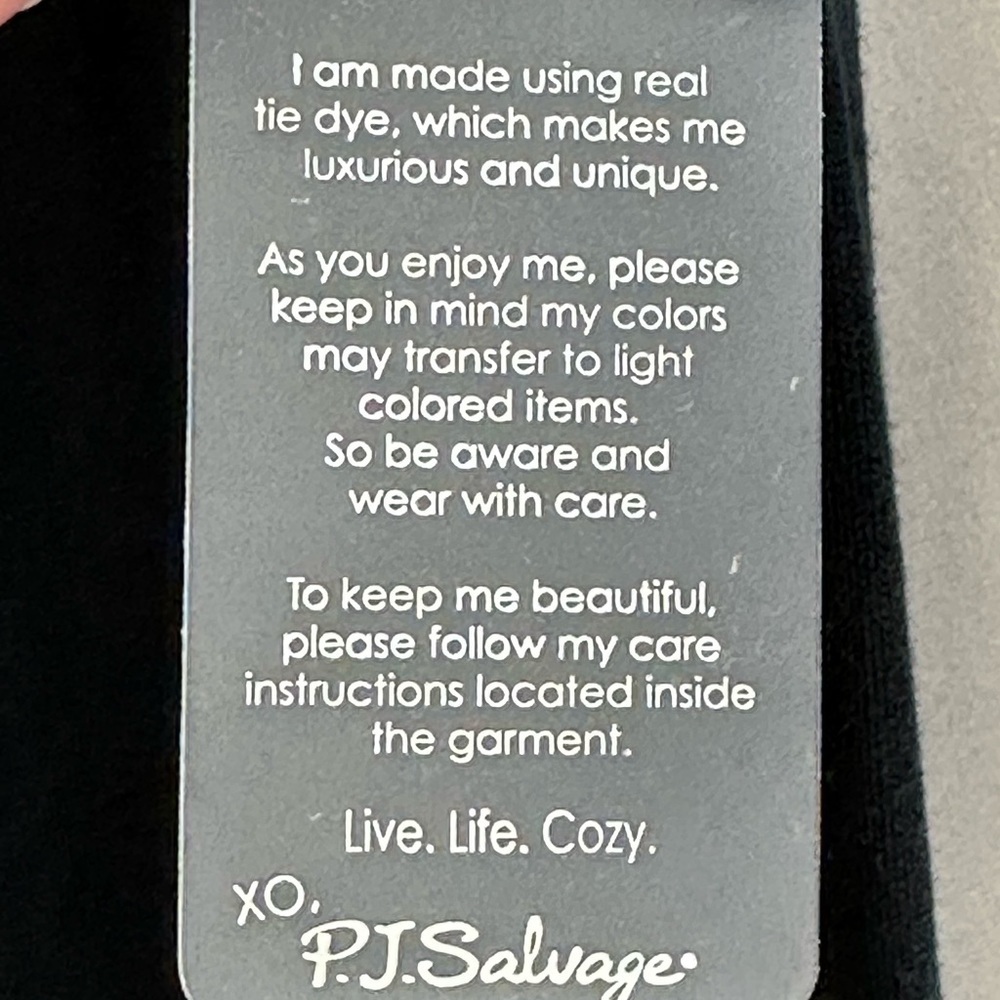 I am made using real
tie dye, which makes me
luxurious and unique.
As you enjoy me, please
keep in mind my colors
may transfer to light
colored items.
So be aware and
wear with care.
To keep me beautiful,
please follow my care
instructions located inside
the garment.
Live. Life. Cozy.
XO,
P.J.Salvage